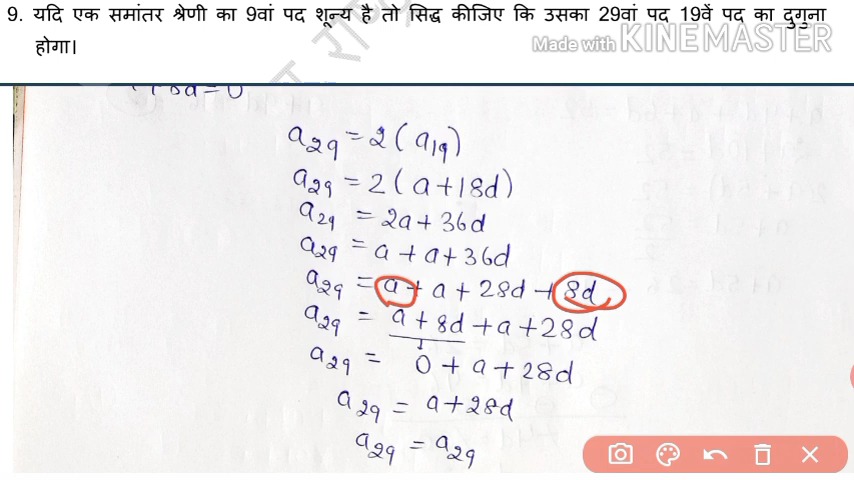 9. यदि एक समांतर श्रेणी का 9वां पद शून्य है तो सिद्ध कीजिए कि उसका 29वां पद 19वें पद का दुगुना
होगा।
Made with KINEMASTER
8d = 0
a₂₉ = 2(a₁₉)
a₂₉ = 2(a+18d)
a₂₉ = 2a+36d
a₂₉ = a+a+36d
a₂₉ = a+a+28d+8d
a₂₉ = a+8d+a+28d
a₂₉ = 0+a+28d
a₂₉ = a+28d
a₂₉ = a₂₉